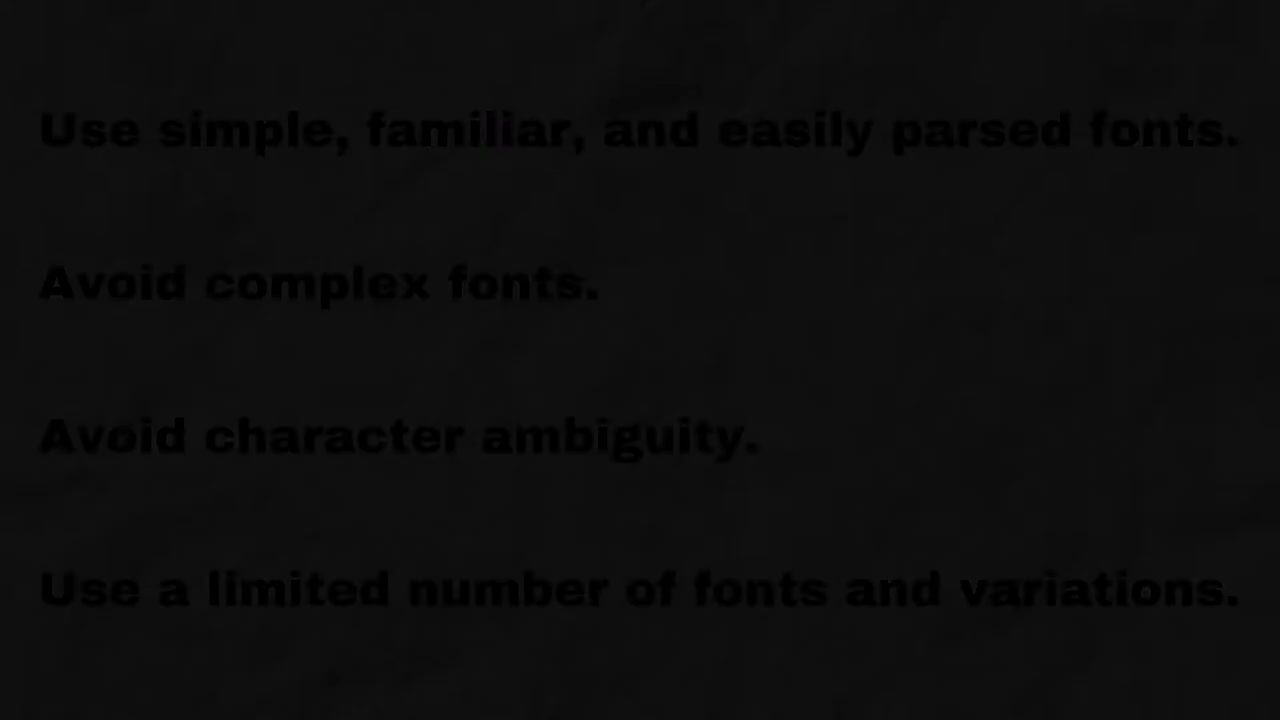 Use simple, familiar, and easily parsed fonts.
Avoid complex fonts.
Avoid character ambiguity.
Use a limited number of fonts and variations.